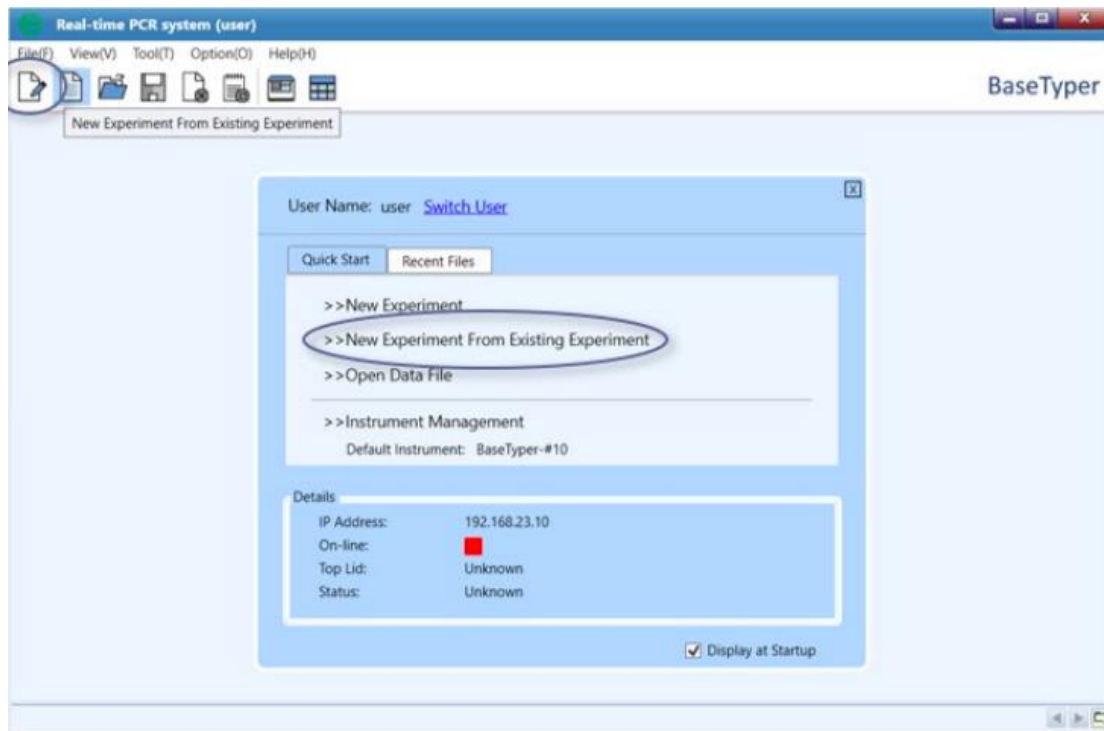 Real-time PCR system (user)
File(F) View(V) Tool(T) Option(O) Help(H)
BaseTyper
New Experiment From Existing Experiment
User Name: user Switch User
Quick Start Recent Files
>>New Experiment
>>New Experiment From Existing Experiment
>>Open Data File
>>Instrument Management
Default Instrument: BaseTyper-#10
Details
IP Address: 192.168.23.10
On-line:
Top Lid: Unknown
Status: Unknown
Display at Startup